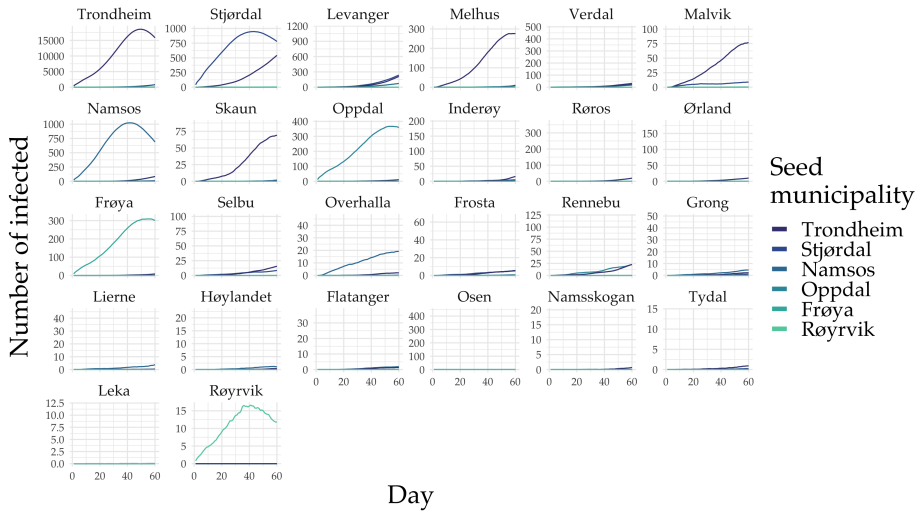 Trondheim Stjørdal Levanger Melhus Verdal Malvik
15000 10000 5000 0
1000 750 500 250 0
1200 900 600 300 0
300 200 100 0
500 400 300 200 100 0
100 75 50 25 0
Namsos Skaun Oppdal Inderøy Røros Ørland
1000 750 500 250 0
75 50 25 0
400 300 200 100 0
200 150 100 50 0
300 200 100 0
150 100 50 0
Frøya Selbu Overhalla Frosta Rennebu Grong
300 200 100 0
100 75 50 25 0
40 30 20 10 0
60 40 20 0
125 100 75 50 25 0
50 40 30 20 10 0
Lierne Høylandet Flatanger Osen Namsskogan Tydal
40 30 20 10 0
20 15 10 5 0
30 20 10 0
400 300 200 100 0
20 15 10 5 0
15 10 5 0
0 20 40 60 0 20 40 60 0 20 40 60 0 20 40 60
Leka Røyrvik
12.5 10.0 7.5 5.0 2.5 0.0
15 10 5 0
0 20 40 60 0 20 40 60
Number of infected
Day
Seed
municipality
Trondheim
Stjørdal
Namsos
Oppdal
Frøya
Røyrvik